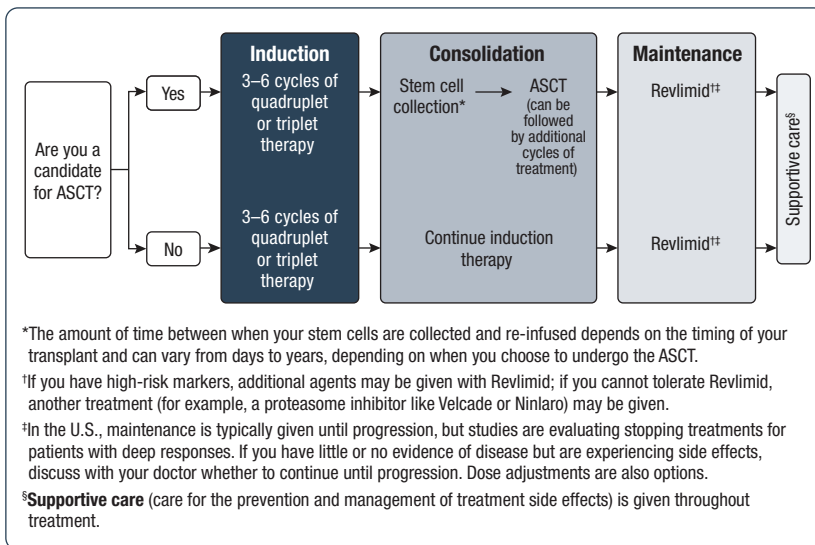 Induction
Consolidation
Maintenance
Are you a
candidate
for ASCT?
Yes
3–6 cycles of
quadruplet
or triplet
therapy
Stem cell
collection*
ASCT
(can be
followed
by additional
cycles of
treatment)
Revlimid†‡
No
3–6 cycles of
quadruplet
or triplet
therapy
Continue induction
therapy
Revlimid†‡
Supportive care§
*The amount of time between when your stem cells are collected and re-infused depends on the timing of your
transplant and can vary from days to years, depending on when you choose to undergo the ASCT.
†If you have high-risk markers, additional agents may be given with Revlimid; if you cannot tolerate Revlimid,
another treatment (for example, a proteasome inhibitor like Velcade or Ninlaro) may be given.
‡In the U.S., maintenance is typically given until progression, but studies are evaluating stopping treatments for
patients with deep responses. If you have little or no evidence of disease but are experiencing side effects,
discuss with your doctor whether to continue until progression. Dose adjustments are also options.
§Supportive care (care for the prevention and management of treatment side effects) is given throughout
treatment.